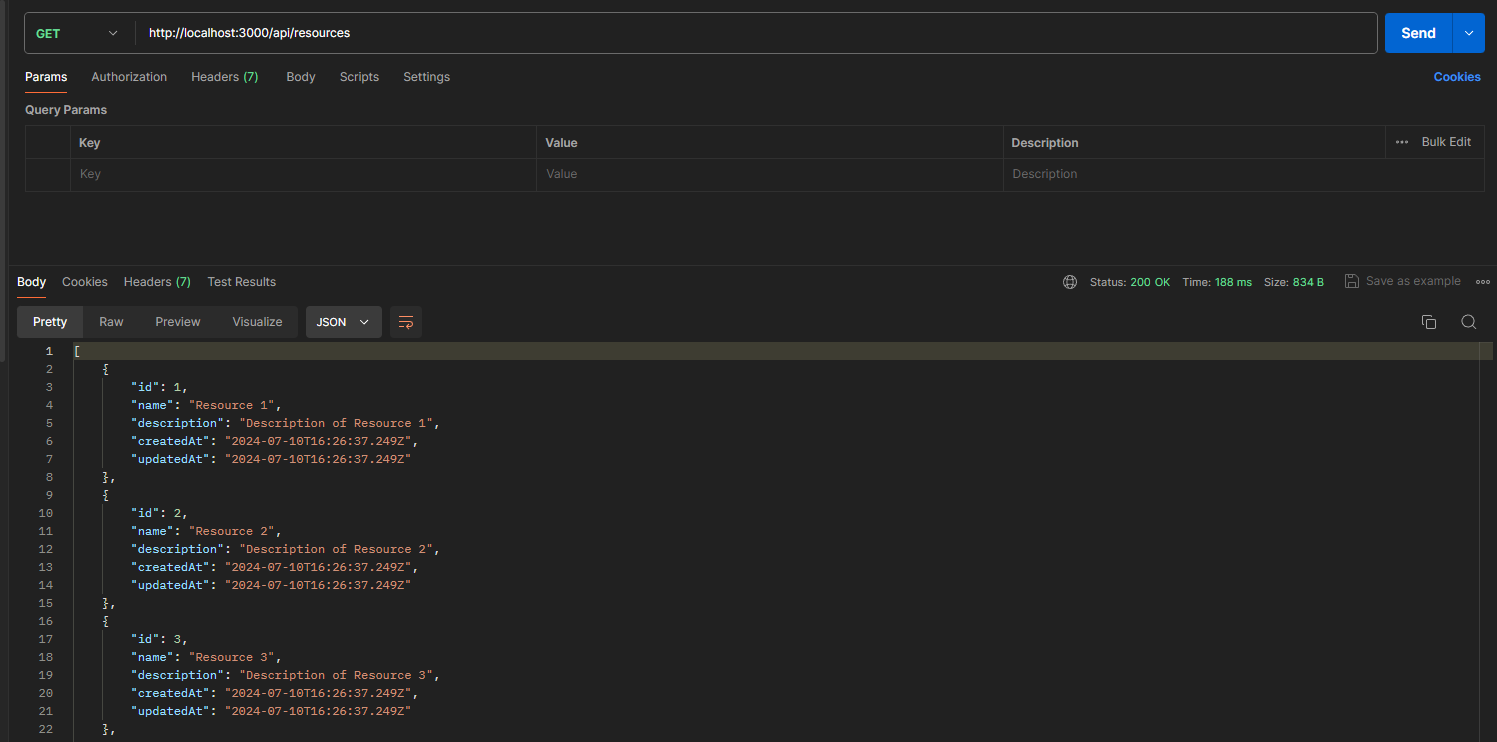 GET http://localhost:3000/api/resources Send
Params Authorization Headers (7) Body Scripts Settings Cookies
Query Params
Key Value Description ••• Bulk Edit
Key Value Description
Body Cookies Headers (7) Test Results Status: 200 OK Time: 188 ms Size: 834 B Save as example
Pretty Raw Preview Visualize JSON
1 [
2 {
3 "id": 1,
4 "name": "Resource 1",
5 "description": "Description of Resource 1",
6 "createdAt": "2024-07-10T16:26:37.249Z",
7 "updatedAt": "2024-07-10T16:26:37.249Z"
8 },
9 {
10 "id": 2,
11 "name": "Resource 2",
12 "description": "Description of Resource 2",
13 "createdAt": "2024-07-10T16:26:37.249Z",
14 "updatedAt": "2024-07-10T16:26:37.249Z"
15 },
16 {
17 "id": 3,
18 "name": "Resource 3",
19 "description": "Description of Resource 3",
20 "createdAt": "2024-07-10T16:26:37.249Z",
21 "updatedAt": "2024-07-10T16:26:37.249Z"
22 },